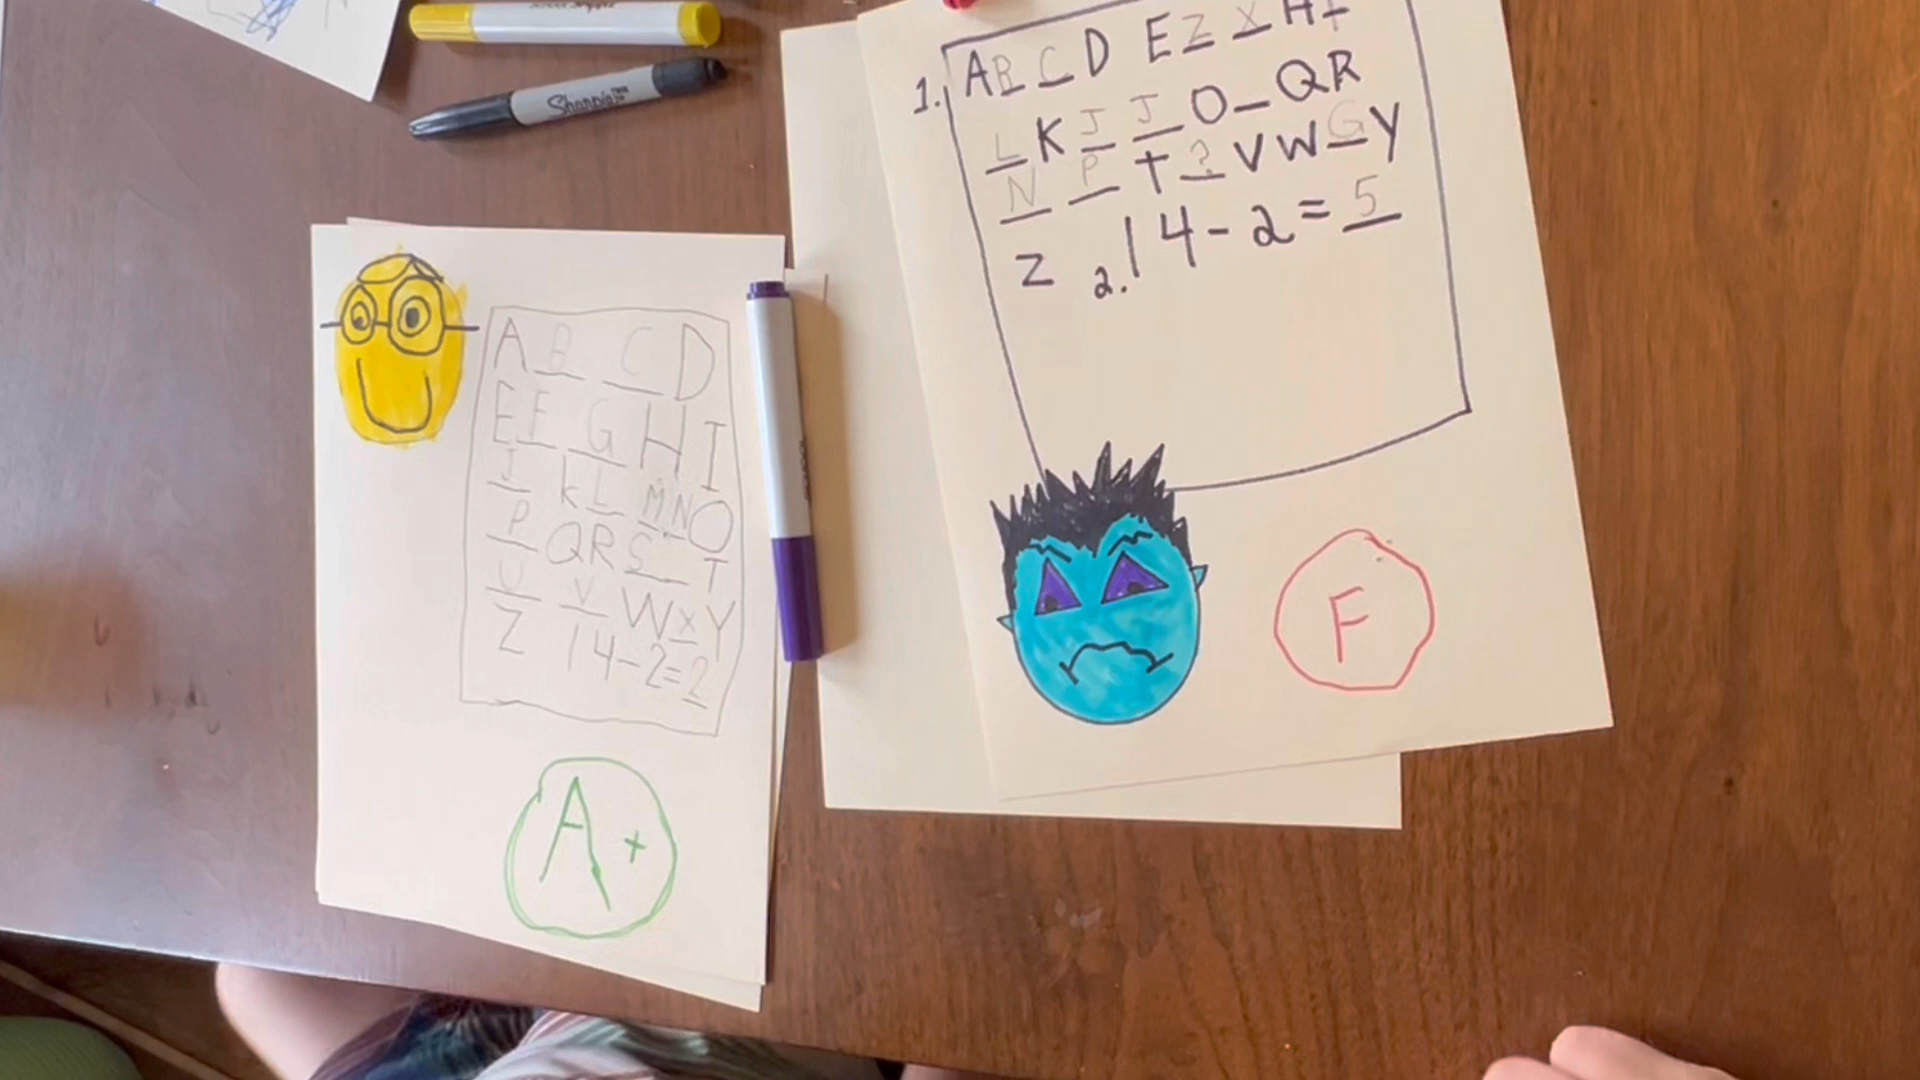 Sharpie
A B C D
E F G H I
J K L M N O
P Q R S _ T
U V W X Y
Z 14-2=2
A+
1. A B C D E Z X H I
L K J J O _ Q R
N P T ? V W G Y
Z 2. 14-2=5
F